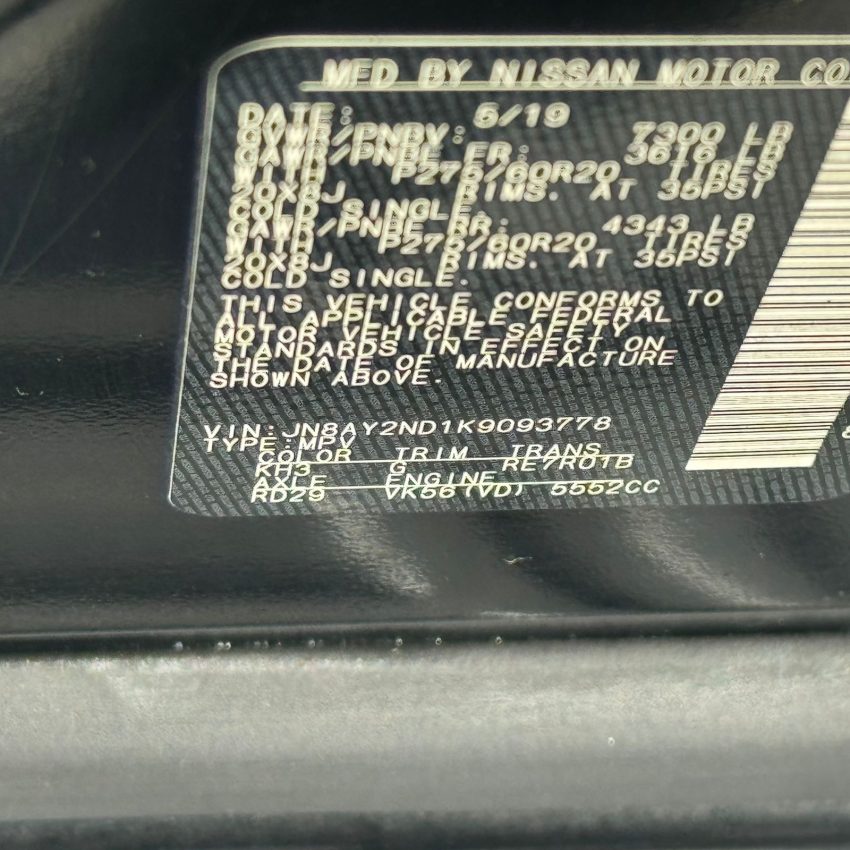 MFD BY NISSAN MOTOR CO
DATE: 5/19
GVWR/PNBV: 7300 LB
GAWR/PNBE FR: 3616 LB
WITH P275/60R20 TIRES
20X8J RIMS. AT 35PSI
COLD SINGLE.
GAWR/PNBE RR: 4343 LB
WITH P275/60R20 TIRES
20X8J RIMS. AT 35PSI
COLD SINGLE.
THIS VEHICLE CONFORMS TO
ALL APPLICABLE FEDERAL
MOTOR VEHICLE SAFETY
STANDARDS IN EFFECT ON
THE DATE OF MANUFACTURE
SHOWN ABOVE.
VIN:JN8AY2ND1K9093778
TYPE:MPV
COLOR TRIM TRANS
KH3 G RE7R01B
AXLE ENGINE
RD29 VK56(VD) 5552CC